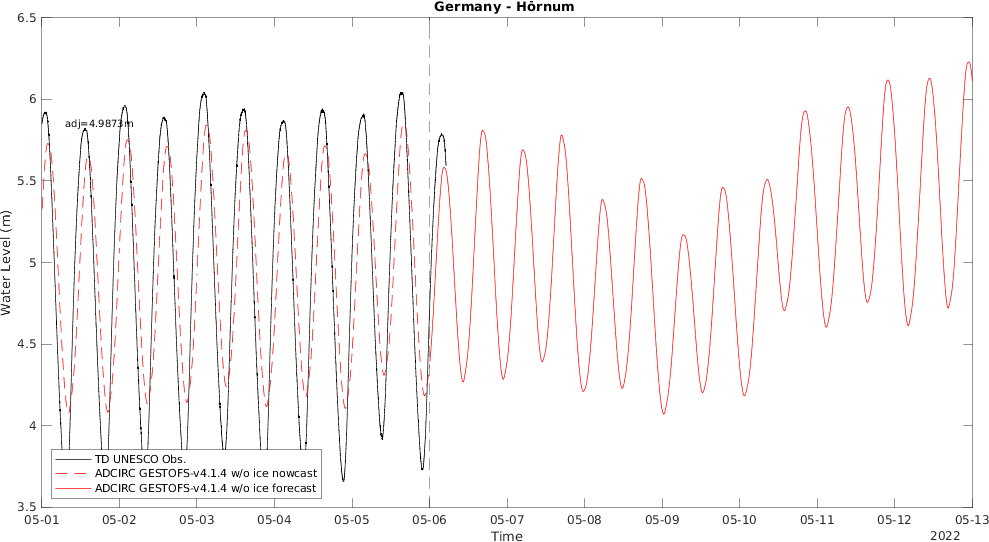 Germany - Hörnum
6.5
6
5.5
5
4.5
4
3.5
Water Level (m)
adj=4.9873m
TD UNESCO Obs.
ADCIRC GESTOFS-v4.1.4 w/o ice nowcast
ADCIRC GESTOFS-v4.1.4 w/o ice forecast
05-01 05-02 05-03 05-04 05-05 05-06 05-07 05-08 05-09 05-10 05-11 05-12 05-13
Time
2022